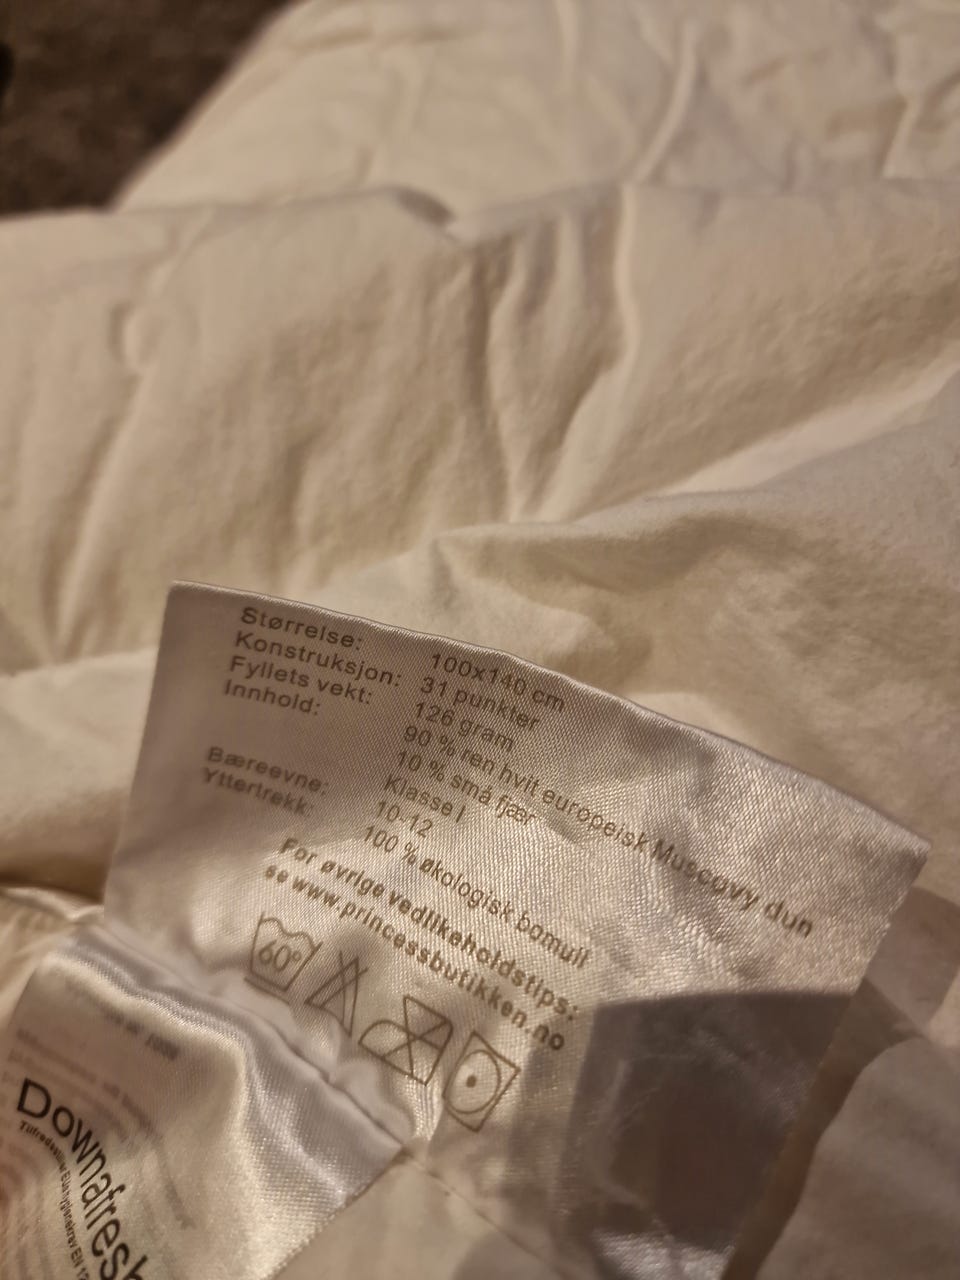 Størrelse: 100x140 cm
Konstruksjon: 31 punkter
Fyllets vekt: 126 gram
Innhold: 90 % ren hvit europeisk Muscovy dun
10 % små fjær
Klasse I
Bæreevne: 10-12
Yttertrekk: 100 % økologisk bomull
For øvrige vedlikeholdstips:
se www.princessbutikken.no
60°
Downafresh